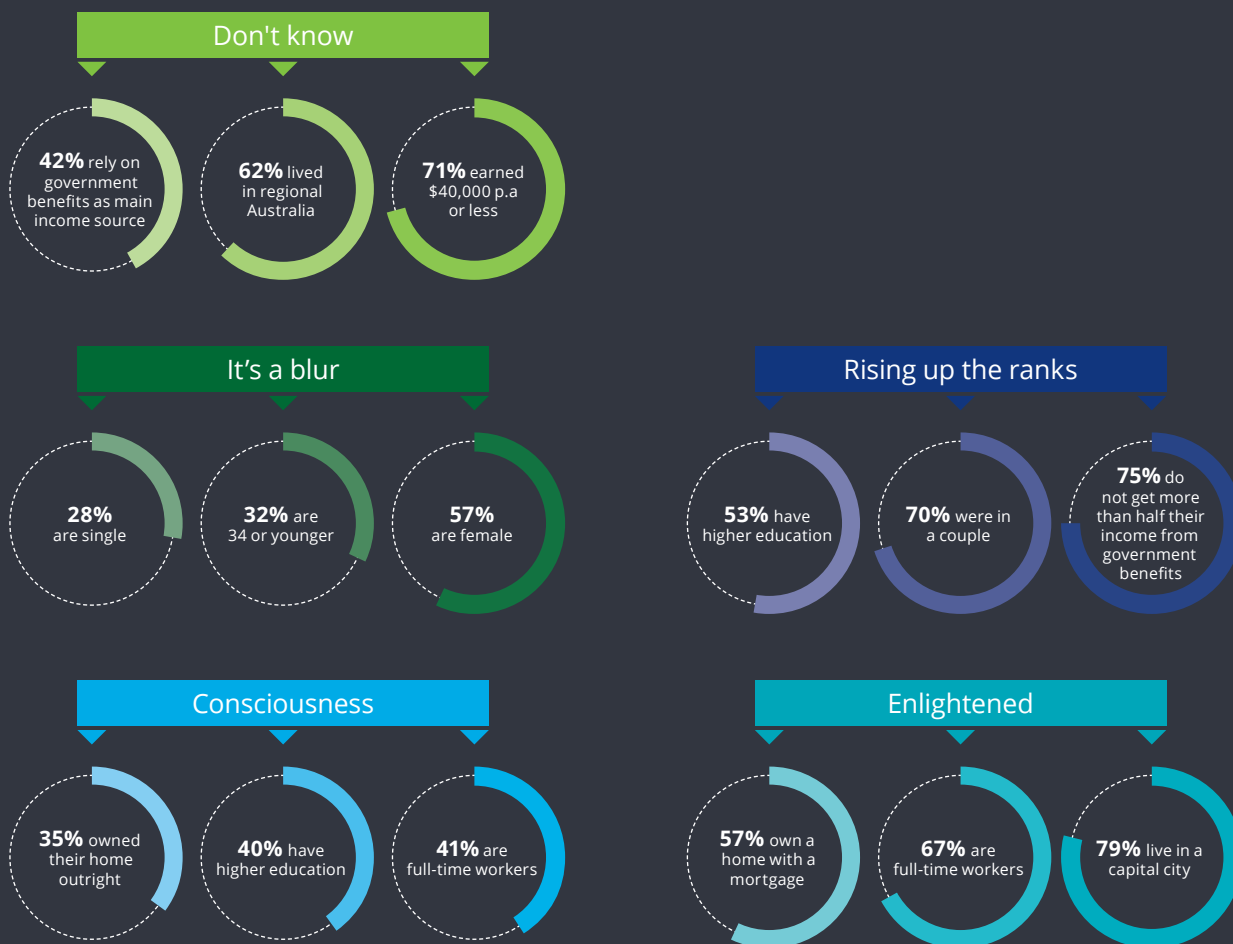 Don't know
42% rely on
government
benefits as main
income source
62% lived
in regional
Australia
71% earned
$40,000 p.a
or less
It’s a blur
28%
are single
32% are
34 or younger
57%
are female
Rising up the ranks
53% have
higher education
70% were in
a couple
75% do
not get more
than half their
income from
government
benefits
Consciousness
35% owned
their home
outright
40% have
higher education
41% are
full-time workers
Enlightened
57% own a
home with a
mortgage
67% are
full-time workers
79% live in a
capital city